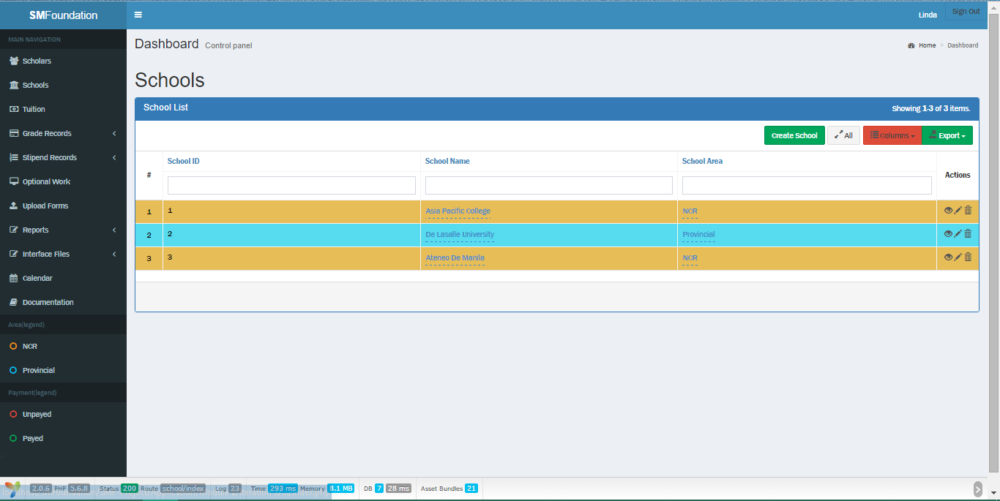 SMFoundation
Linda
Sign Out
MAIN NAVIGATION
Scholars
Schools
Tuition
Grade Records
Stipend Records
Optional Work
Upload Forms
Reports
Interface Files
Calendar
Documentation
Area(legend)
NCR
Provincial
Payment(legend)
Unpayed
Payed
Dashboard Control panel
Home > Dashboard
Schools
School List
Showing 1-3 of 3 items.
Create School All Columns Export
# School ID School Name School Area Actions
1 1 Asia Pacific College NCR
2 2 De Lasalle University Provincial
3 3 Ateneo De Manila NCR
2.0.6 PHP 5.6.8 Status 200 Route school/index Log 23 Time 293 ms Memory 8.1 MB DB 7 28 ms Asset Bundles 21